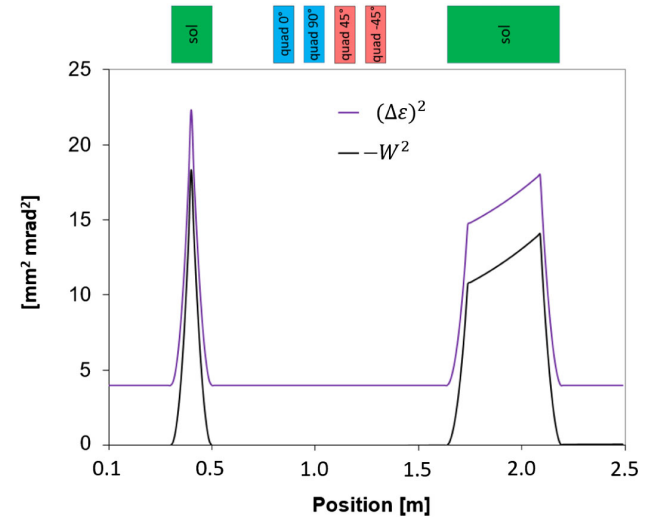 sol
quad 0°
quad 90°
quad 45°
quad -45°
sol
25
20
15
10
5
0
[mm² mrad²]
(Δε)²
−W²
0.1
0.5
1.0
1.5
2.0
2.5
Position [m]